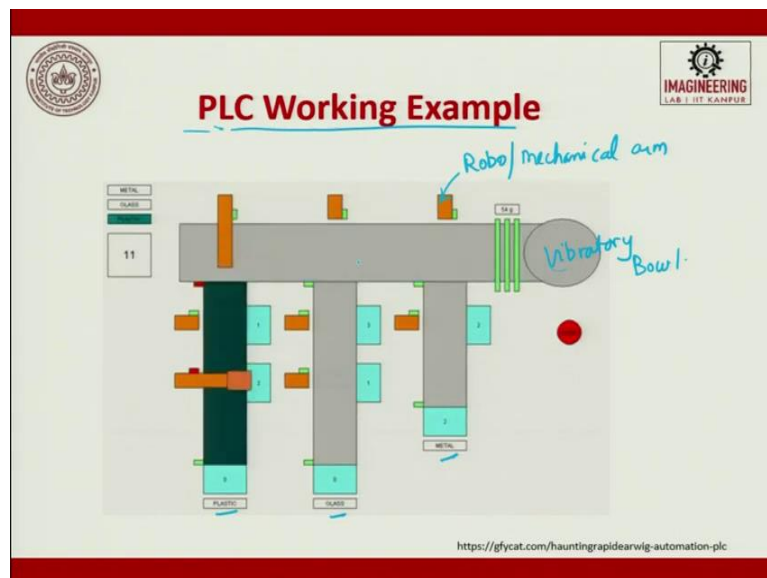 IMAGINEERING
LAB | IIT KANPUR
PLC Working Example
Robo/mechanical arm
METAL
GLASS
54 g
11
Vibratory
Bowl.
1
3
2
2
1
2
0
0
METAL
PLASTIC
GLASS
https://gfycat.com/hauntingrapidearwig-automation-plc